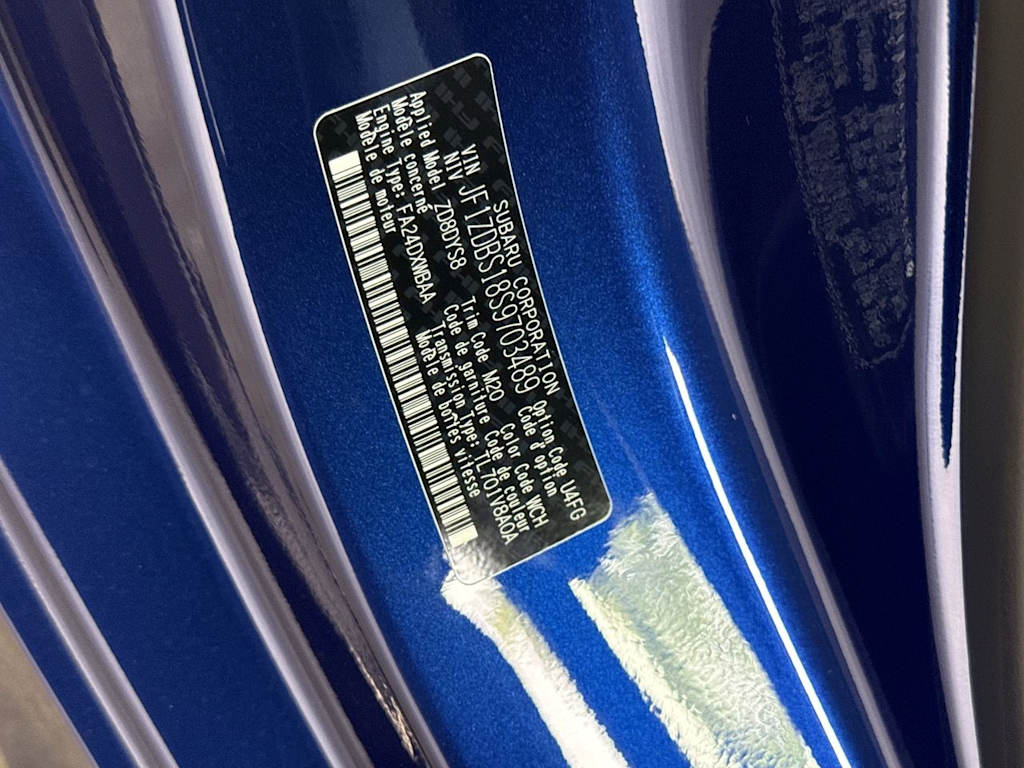 SUBARU CORPORATION
VIN
NIV JF1ZDBS18S9703489
Option Code U4FG
Code d'option
Applied Model ZD8DYS8
Modèle concerné
Trim Code M20
Code de garniture
Color Code WCH
Code de couleur
Engine Type: FA24DXWBAA
Modèle de moteur
Transmission Type: TL701V8AOA
Modèle de boîtes vitesse